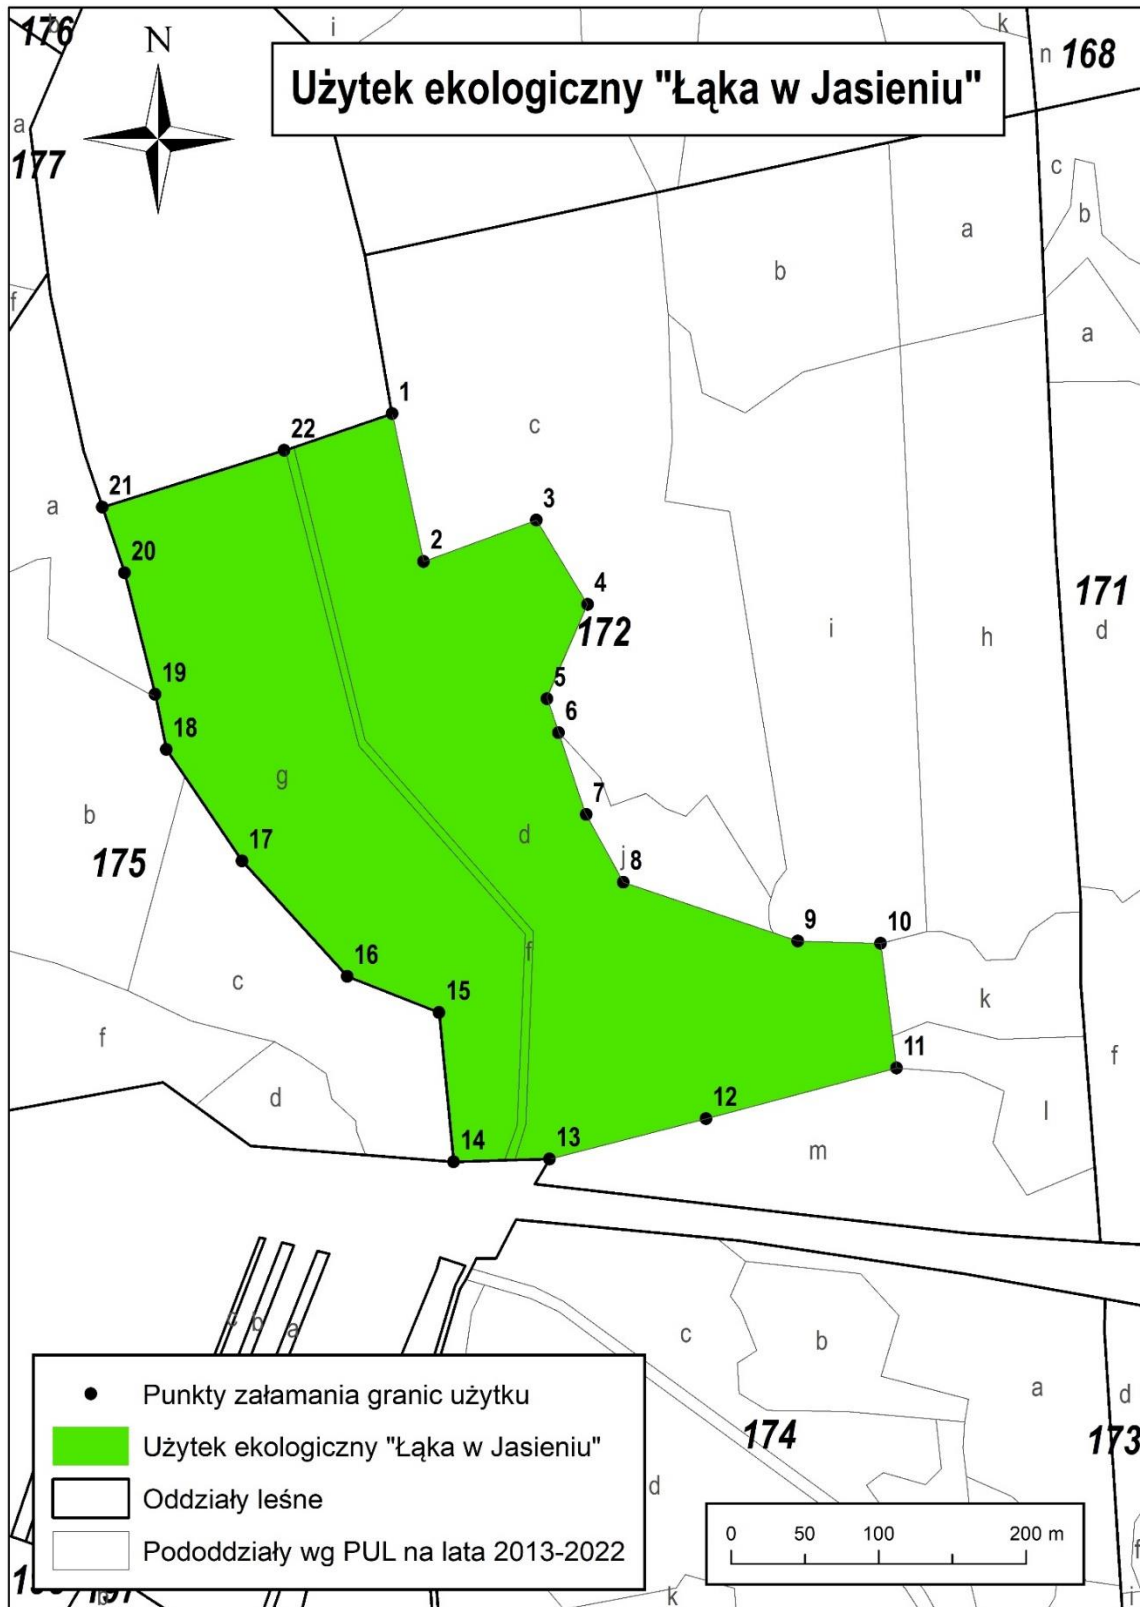 176
b
i
k
n
168
N
Użytek ekologiczny "Łąka w Jasieniu"
a
177
c
b
a
b
f
a
1
c
22
21
a
3
2
20
4
171
172
d
i
h
19
5
6
18
g
7
b
d
17
175
j
8
9
10
f
16
c
k
15
f
f
11
d
l
12
13
14
m
c
b
a
c
b
a
d
Punkty załamania granic użytku
174
173
Użytek ekologiczny "Łąka w Jasieniu"
d
Oddziały leśne
0 50 100 200 m
Pododdziały wg PUL na lata 2013-2022
f
k
i
b